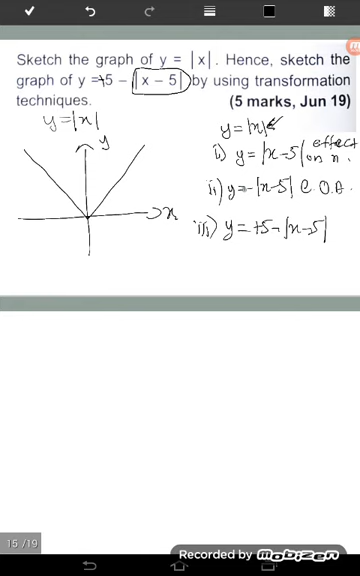 Sketch the graph of y = |x|. Hence, sketch the
graph of y = +5 − |x − 5| by using transformation
techniques. (5 marks, Jun 19)
y=|x|
y
x
y=|x|
i) y=|x-5| effect on x.
ii) y=-|x-5| e.O.A.
iii) y=+5-|x-5|
15 /19
Recorded by Mobizen